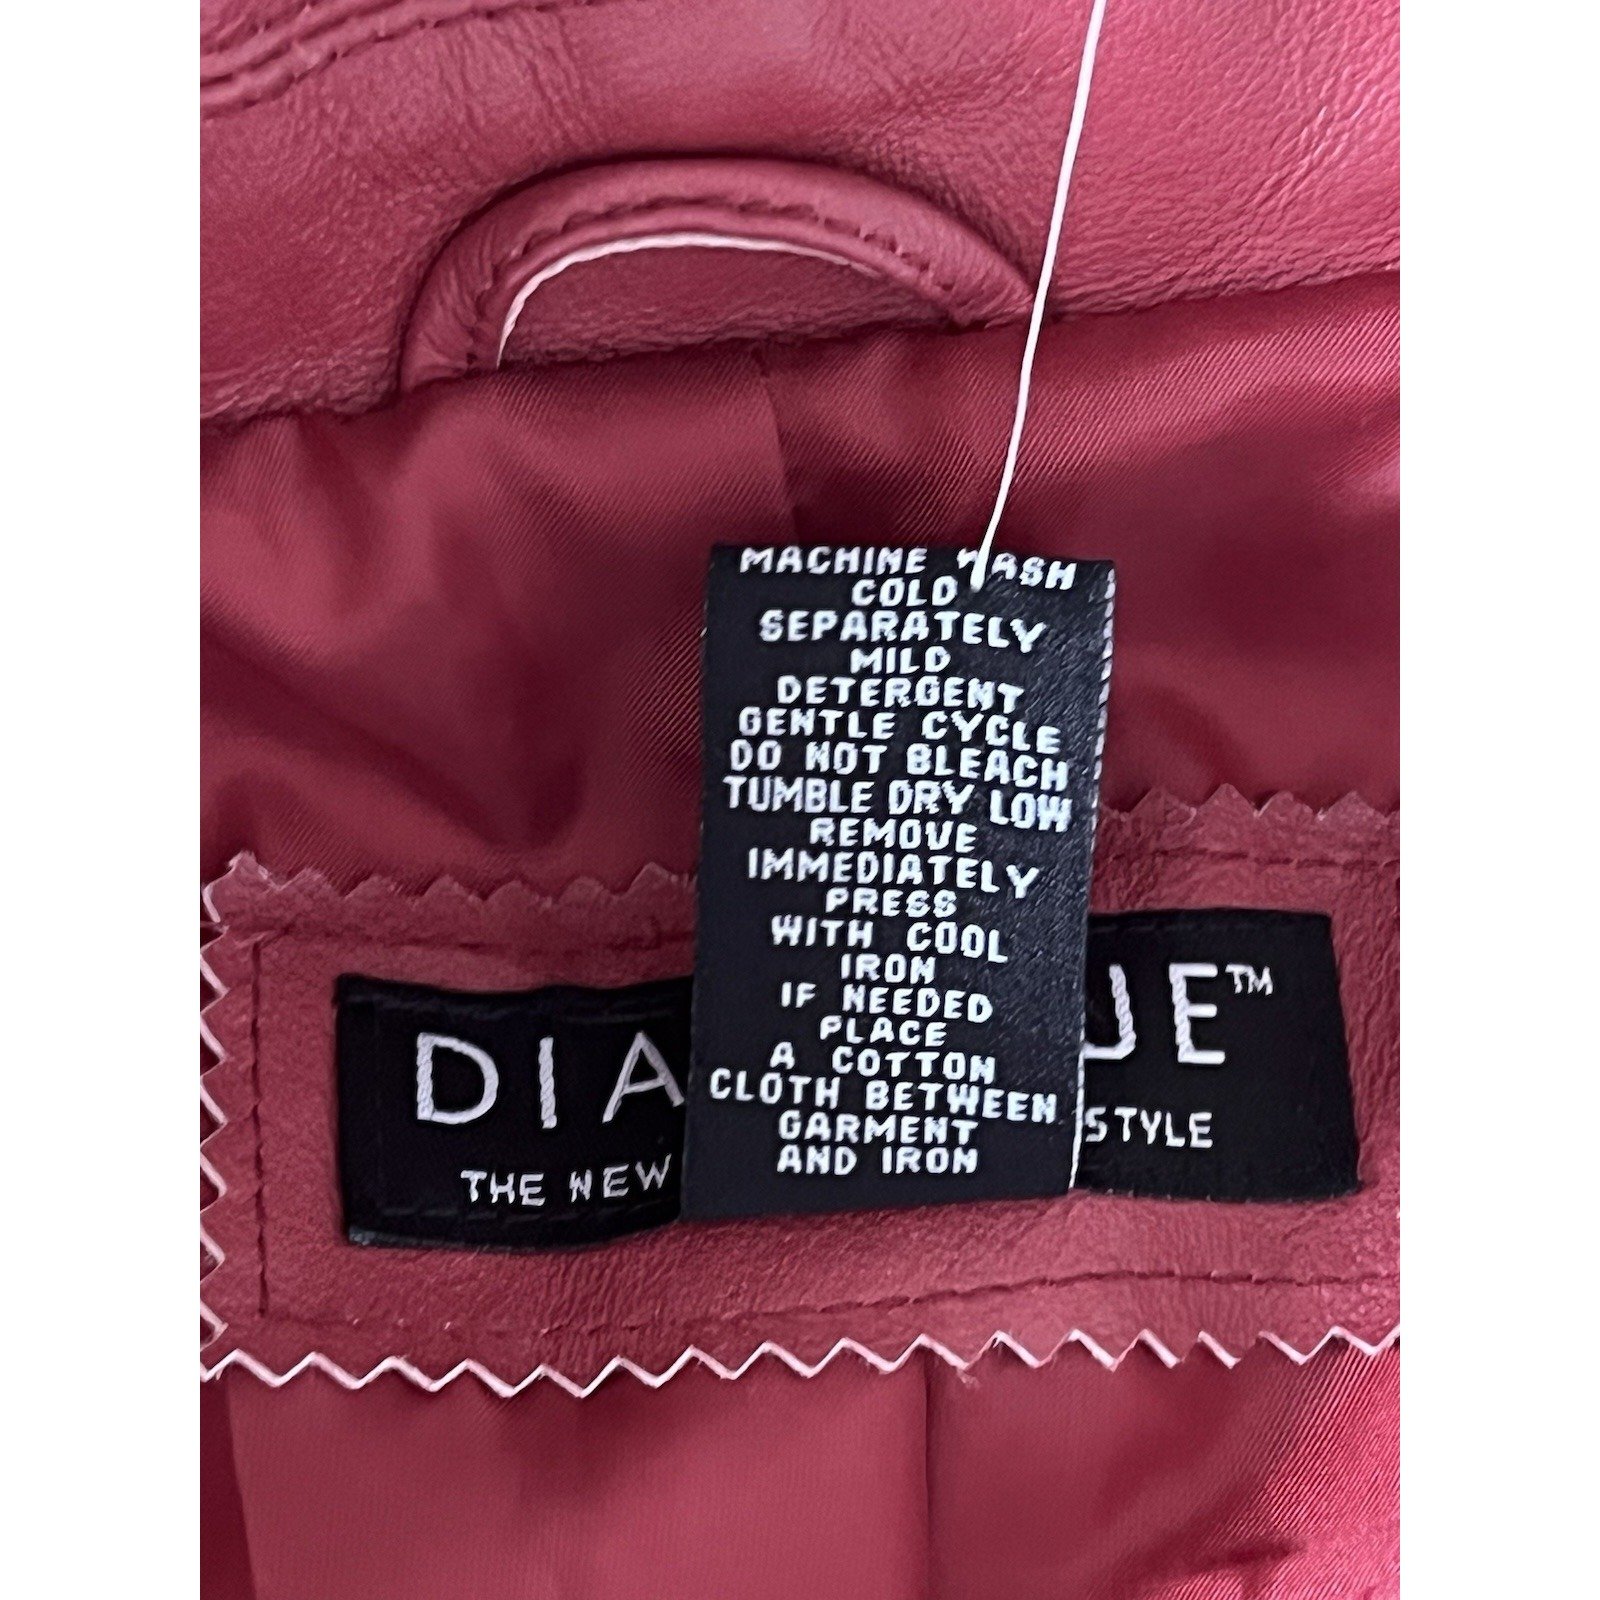 MACHINE WASH
COLD
SEPARATELY
MILD
DETERGENT
GENTLE CYCLE
DO NOT BLEACH
TUMBLE DRY LOW
REMOVE
IMMEDIATELY
PRESS
WITH COOL
IRON
IF NEEDED
PLACE
A COTTON
CLOTH BETWEEN
GARMENT
AND IRON
DIA UE™
THE NEW STYLE